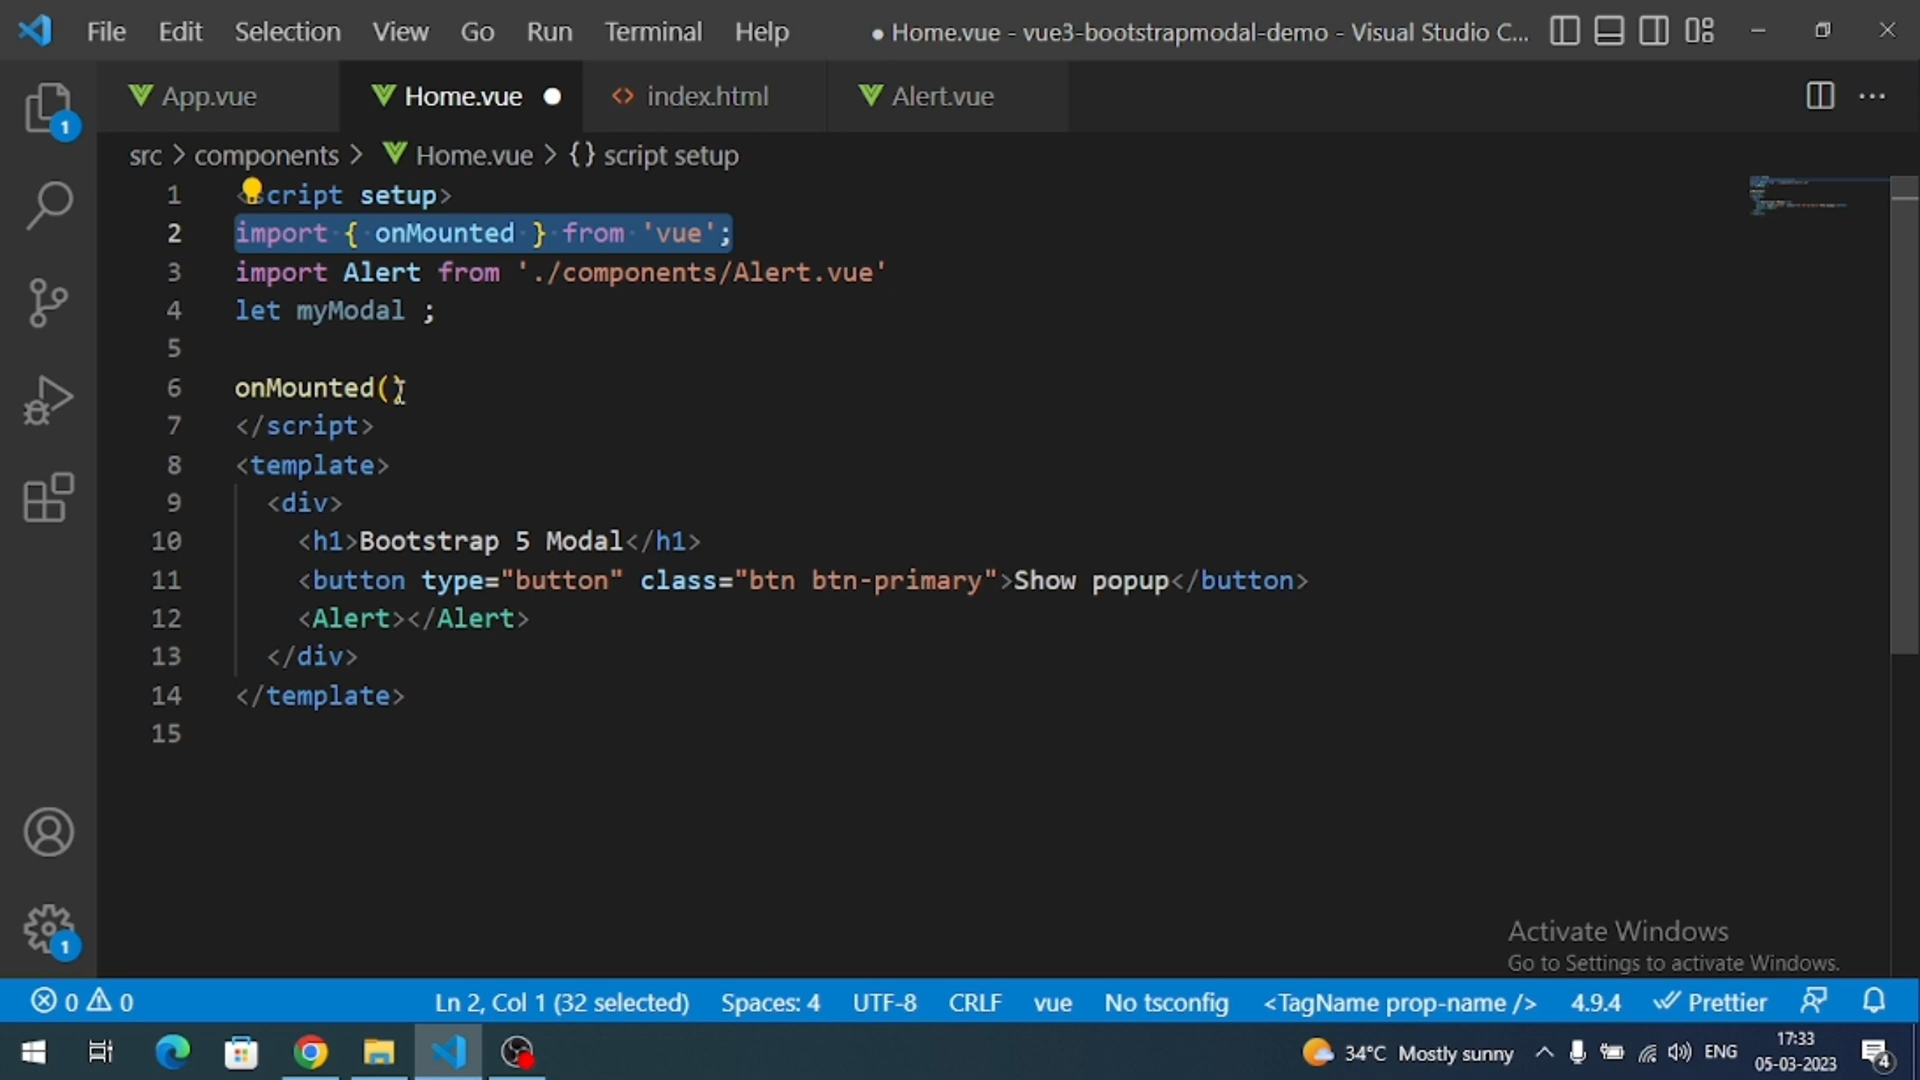 File Edit Selection View Go Run Terminal Help ● Home.vue - vue3-bootstrapmodal-demo - Visual Studio C...
App.vue Home.vue ● <> index.html Alert.vue ...
1
src > components > Home.vue > {} script setup
1 cript setup>
2 import { onMounted } from 'vue';
3 import Alert from './components/Alert.vue'
4 let myModal ;
5
6 onMounted()
7 </script>
8 <template>
9 <div>
10 <h1>Bootstrap 5 Modal</h1>
11 <button type="button" class="btn btn-primary">Show popup</button>
12 <Alert></Alert>
13 </div>
14 </template>
15
Activate Windows
1
Go to Settings to activate Windows.
0 0 Ln 2, Col 1 (32 selected) Spaces: 4 UTF-8 CRLF vue No tsconfig <TagName prop-name /> 4.9.4 Prettier
34°C Mostly sunny ENG 17:33
05-03-2023 4